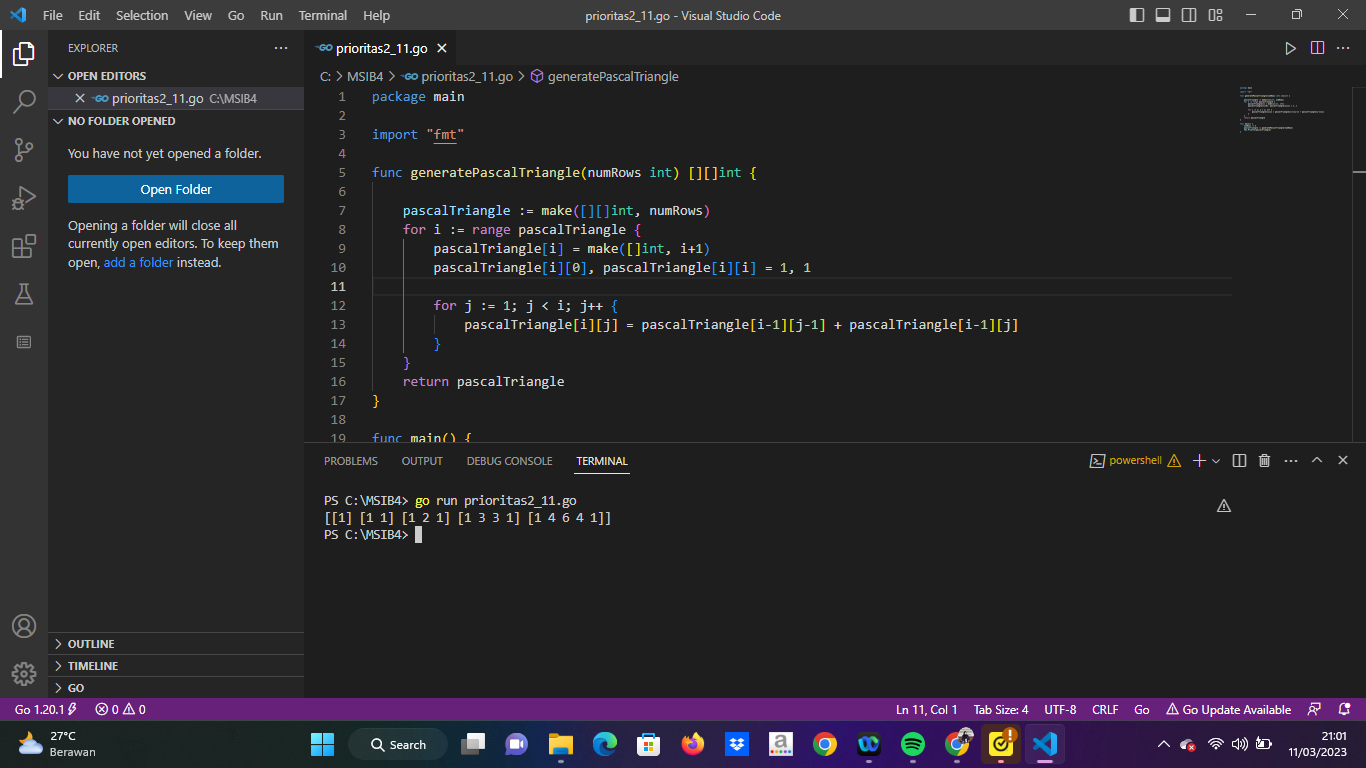 File Edit Selection View Go Run Terminal Help prioritas2_11.go - Visual Studio Code
EXPLORER
OPEN EDITORS
prioritas2_11.go C:\MSIB4
NO FOLDER OPENED
You have not yet opened a folder.
Open Folder
Opening a folder will close all
currently open editors. To keep them
open, add a folder instead.
OUTLINE
TIMELINE
GO
prioritas2_11.go
C: > MSIB4 > prioritas2_11.go > generatePascalTriangle
1 package main
2
3 import "fmt"
4
5 func generatePascalTriangle(numRows int) [][]int {
6
7 pascalTriangle := make([][]int, numRows)
8 for i := range pascalTriangle {
9 pascalTriangle[i] = make([]int, i+1)
10 pascalTriangle[i][0], pascalTriangle[i][i] = 1, 1
11
12 for j := 1; j < i; j++ {
13 pascalTriangle[i][j] = pascalTriangle[i-1][j-1] + pascalTriangle[i-1][j]
14 }
15 }
16 return pascalTriangle
17 }
18
19 func main() {
PROBLEMS OUTPUT DEBUG CONSOLE TERMINAL powershell
PS C:\MSIB4> go run prioritas2_11.go
[[1] [1 1] [1 2 1] [1 3 3 1] [1 4 6 4 1]]
PS C:\MSIB4>
Go 1.20.1 0 0 Ln 11, Col 1 Tab Size: 4 UTF-8 CRLF Go Go Update Available
27°C
Berawan
Search
21:01
11/03/2023